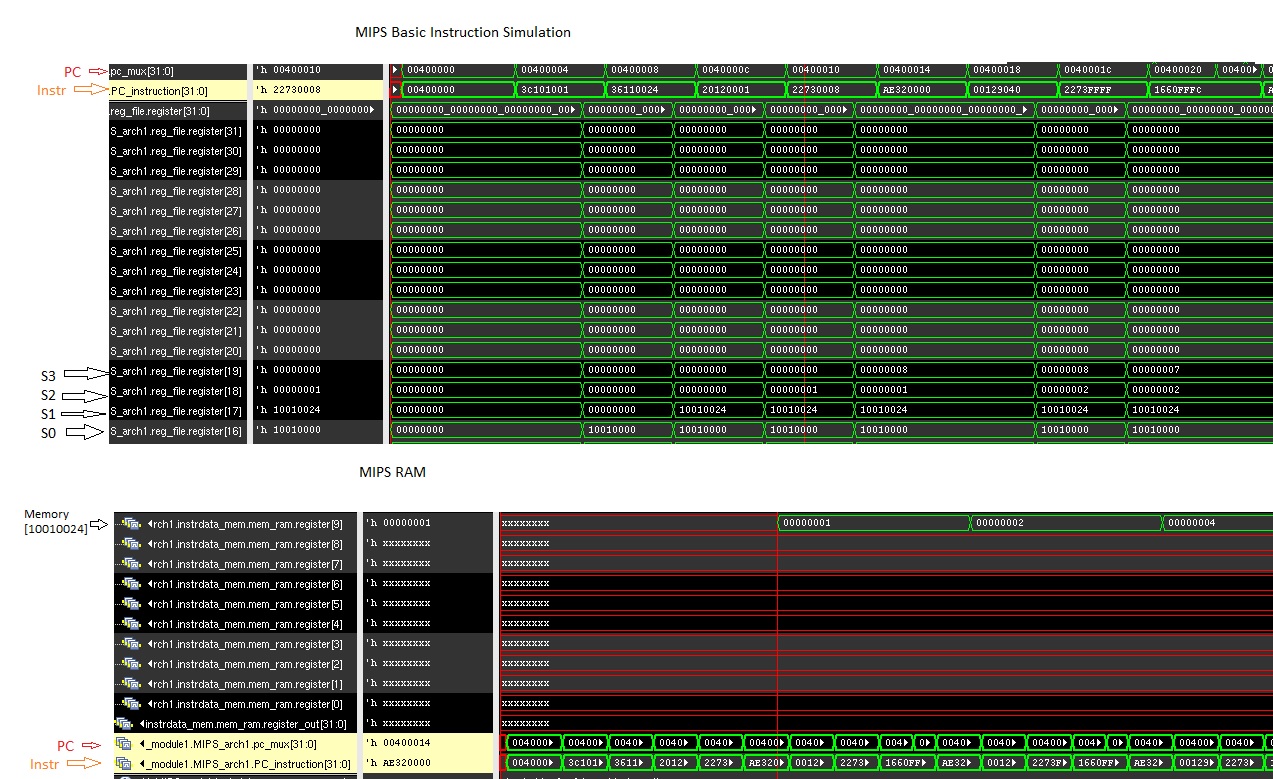 MIPS Basic Instruction Simulation
PC .pc_mux[31:0] 'h 00400010 00400000 00400004 00400008 0040000c 00400010 00400014 00400018 0040001c 00400020 00400
Instr .PC_instruction[31:0] 'h 22730008 00400000 3C101001 36110024 20120001 22730008 AE320000 00123040 2273FFFF 1660FFFC
.reg_file.register[31:0] 'h 00000000_0000000 00000000_00000000_00000000_00 00000000_000 00000000_000 00000000_000 00000000_00000000_00000000_ 00000000_000 00000000_00000000_00000
S_arch1.reg_file.register[31] 'h 00000000 00000000 00000000 00000000 00000000 00000000 00000000 00000000
S_arch1.reg_file.register[30] 'h 00000000 00000000 00000000 00000000 00000000 00000000 00000000 00000000
S_arch1.reg_file.register[29] 'h 00000000 00000000 00000000 00000000 00000000 00000000 00000000 00000000
S_arch1.reg_file.register[28] 'h 00000000 00000000 00000000 00000000 00000000 00000000 00000000 00000000
S_arch1.reg_file.register[27] 'h 00000000 00000000 00000000 00000000 00000000 00000000 00000000 00000000
S_arch1.reg_file.register[26] 'h 00000000 00000000 00000000 00000000 00000000 00000000 00000000 00000000
S_arch1.reg_file.register[25] 'h 00000000 00000000 00000000 00000000 00000000 00000000 00000000 00000000
S_arch1.reg_file.register[24] 'h 00000000 00000000 00000000 00000000 00000000 00000000 00000000 00000000
S_arch1.reg_file.register[23] 'h 00000000 00000000 00000000 00000000 00000000 00000000 00000000 00000000
S_arch1.reg_file.register[22] 'h 00000000 00000000 00000000 00000000 00000000 00000000 00000000 00000000
S_arch1.reg_file.register[21] 'h 00000000 00000000 00000000 00000000 00000000 00000000 00000000 00000000
S_arch1.reg_file.register[20] 'h 00000000 00000000 00000000 00000000 00000000 00000000 00000000 00000000
S3 S_arch1.reg_file.register[19] 'h 00000000 00000000 00000000 00000000 00000000 00000008 00000008 00000007
S2 S_arch1.reg_file.register[18] 'h 00000001 00000000 00000000 00000000 00000001 00000001 00000002 00000002
S1 S_arch1.reg_file.register[17] 'h 10010024 00000000 00000000 10010024 10010024 10010024 10010024 10010024
S0 S_arch1.reg_file.register[16] 'h 10010000 00000000 10010000 10010000 10010000 10010000 10010000 10010000
MIPS RAM
Memory
[10010024] rch1.instrdata_mem.mem_ram.register[9] 'h 00000001 xxxxxxxx 00000001 00000002 00000004
rch1.instrdata_mem.mem_ram.register[8] 'h xxxxxxxx xxxxxxxx
rch1.instrdata_mem.mem_ram.register[7] 'h xxxxxxxx xxxxxxxx
rch1.instrdata_mem.mem_ram.register[6] 'h xxxxxxxx xxxxxxxx
rch1.instrdata_mem.mem_ram.register[5] 'h xxxxxxxx xxxxxxxx
rch1.instrdata_mem.mem_ram.register[4] 'h xxxxxxxx xxxxxxxx
rch1.instrdata_mem.mem_ram.register[3] 'h xxxxxxxx xxxxxxxx
rch1.instrdata_mem.mem_ram.register[2] 'h xxxxxxxx xxxxxxxx
rch1.instrdata_mem.mem_ram.register[1] 'h xxxxxxxx xxxxxxxx
rch1.instrdata_mem.mem_ram.register[0] 'h xxxxxxxx xxxxxxxx
instrdata_mem.mem_ram.register_out[31:0] 'h xxxxxxxx xxxxxxxx
PC _module1.MIPS_arch1.pc_mux[31:0] 'h 00400014 004000 00400 0040 0040 0040 00400 0040 0040 004 0 0040 0040 00400 004 0 0040 0040 00400 0040
Instr _module1.MIPS_arch1.PC_instruction[31:0] 'h AE320000 004000 3C101 3611 2012 2273 AE320 0012 2273 1660FF AE32 0012 2273F 1660FF AE32 00129 2273